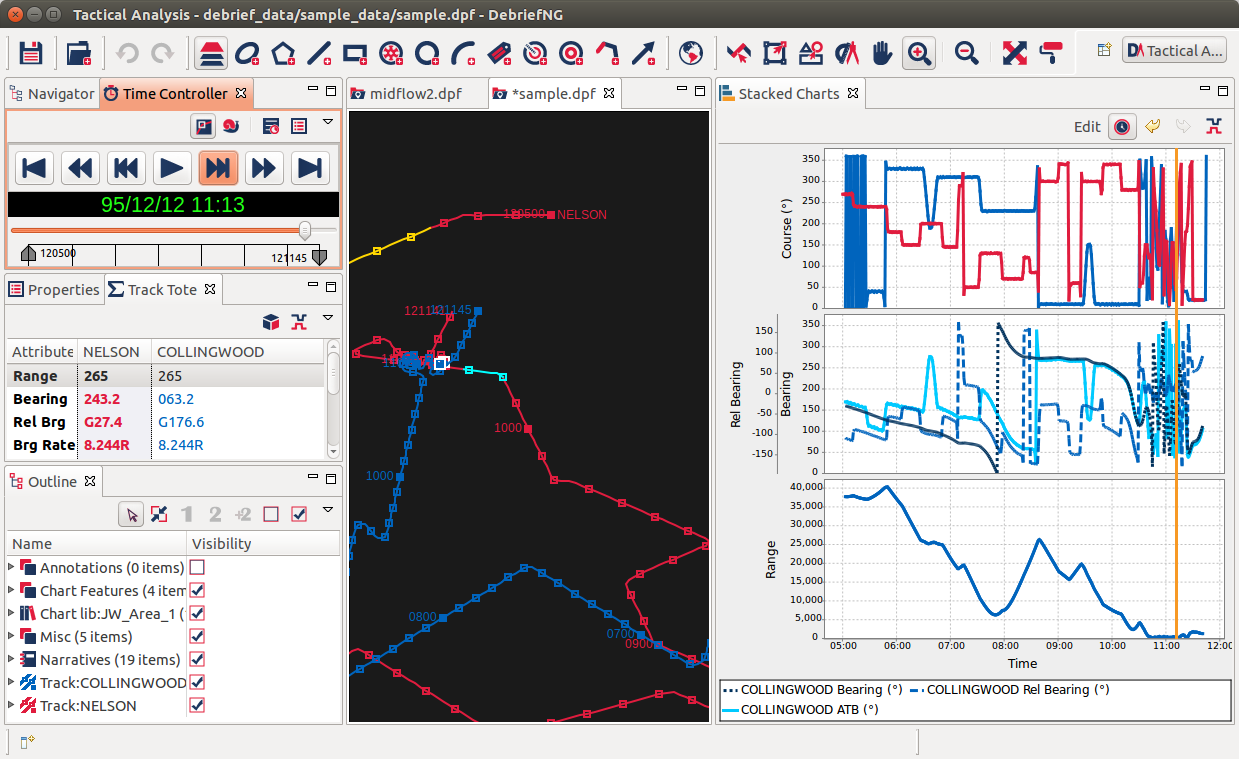 Tactical Analysis - debrief_data/sample_data/sample.dpf - DebriefNG
Tactical A...
Navigator
Time Controller
95/12/12 11:13
120500
121145
Properties
Track Tote
Attribute NELSON COLLINGWOOD
Range 265 265
Bearing 243.2 063.2
Rel Brg G27.4 G176.6
Brg Rate 8.244R 8.244R
Outline
1 2 +2
Name Visibility
Annotations (0 items)
Chart Features (4 item
Chart lib:JW_Area_1 (
Misc (5 items)
Narratives (19 items)
Track:COLLINGWOOD
Track:NELSON
midflow2.dpf
*sample.dpf
120500 NELSON
121145
1000
1000
0800
0700
0900
Stacked Charts
Edit
Course (°)
350
300
250
200
150
100
50
0
Rel Bearing
150
100
50
0
-50
-100
-150
Bearing
350
300
250
200
150
100
50
0
Range
40,000
35,000
30,000
25,000
20,000
15,000
10,000
5,000
0
05:00 06:00 07:00 08:00 09:00 10:00 11:00 12:00
Time
COLLINGWOOD Bearing (°) COLLINGWOOD Rel Bearing (°)
COLLINGWOOD ATB (°)